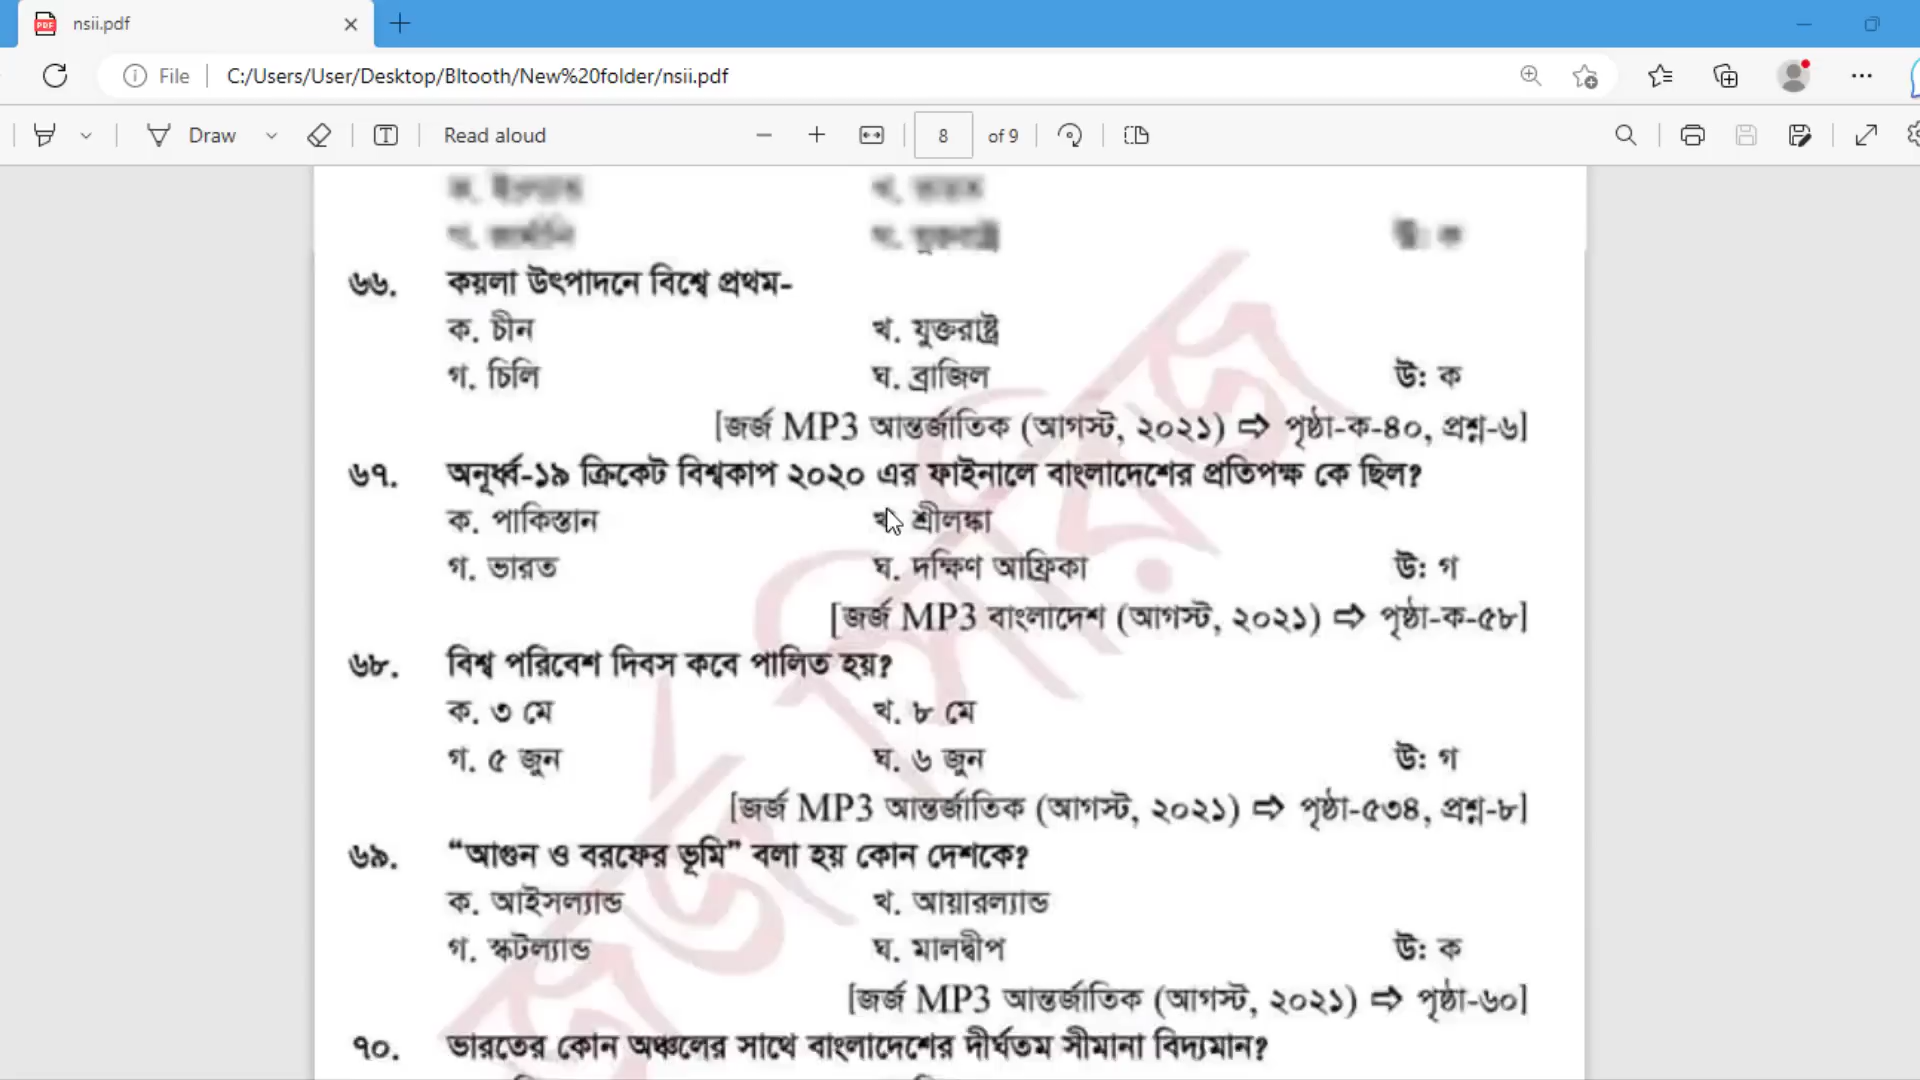 nsii.pdf
File C:/Users/User/Desktop/Bltooth/New%20folder/nsii.pdf
Draw Read aloud 8 of 9
উ: ক
৬৬. কয়লা উৎপাদনে বিশ্বে প্রথম-
ক. চীন খ. যুক্তরাষ্ট্র
গ. চিলি ঘ. ব্রাজিল উ: ক
[জর্জ MP3 আন্তর্জাতিক (আগস্ট, ২০২১) ⇨ পৃষ্ঠা-ক-৪০, প্রশ্ন-৬]
৬৭. অনূর্ধ্ব-১৯ ক্রিকেট বিশ্বকাপ ২০২০ এর ফাইনালে বাংলাদেশের প্রতিপক্ষ কে ছিল?
ক. পাকিস্তান খ. শ্রীলঙ্কা
গ. ভারত ঘ. দক্ষিণ আফ্রিকা উ: গ
[জর্জ MP3 বাংলাদেশ (আগস্ট, ২০২১) ⇨ পৃষ্ঠা-ক-৫৮]
৬৮. বিশ্ব পরিবেশ দিবস কবে পালিত হয়?
ক. ৩ মে খ. ৮ মে
গ. ৫ জুন ঘ. ৬ জুন উ: গ
[জর্জ MP3 আন্তর্জাতিক (আগস্ট, ২০২১) ⇨ পৃষ্ঠা-৫৩৪, প্রশ্ন-৮]
৬৯. “আগুন ও বরফের ভূমি” বলা হয় কোন দেশকে?
ক. আইসল্যান্ড খ. আয়ারল্যান্ড
গ. স্কটল্যান্ড ঘ. মালদ্বীপ উ: ক
[জর্জ MP3 আন্তর্জাতিক (আগস্ট, ২০২১) ⇨ পৃষ্ঠা-৬০]
৭০. ভারতের কোন অঞ্চলের সাথে বাংলাদেশের দীর্ঘতম সীমানা বিদ্যমান?